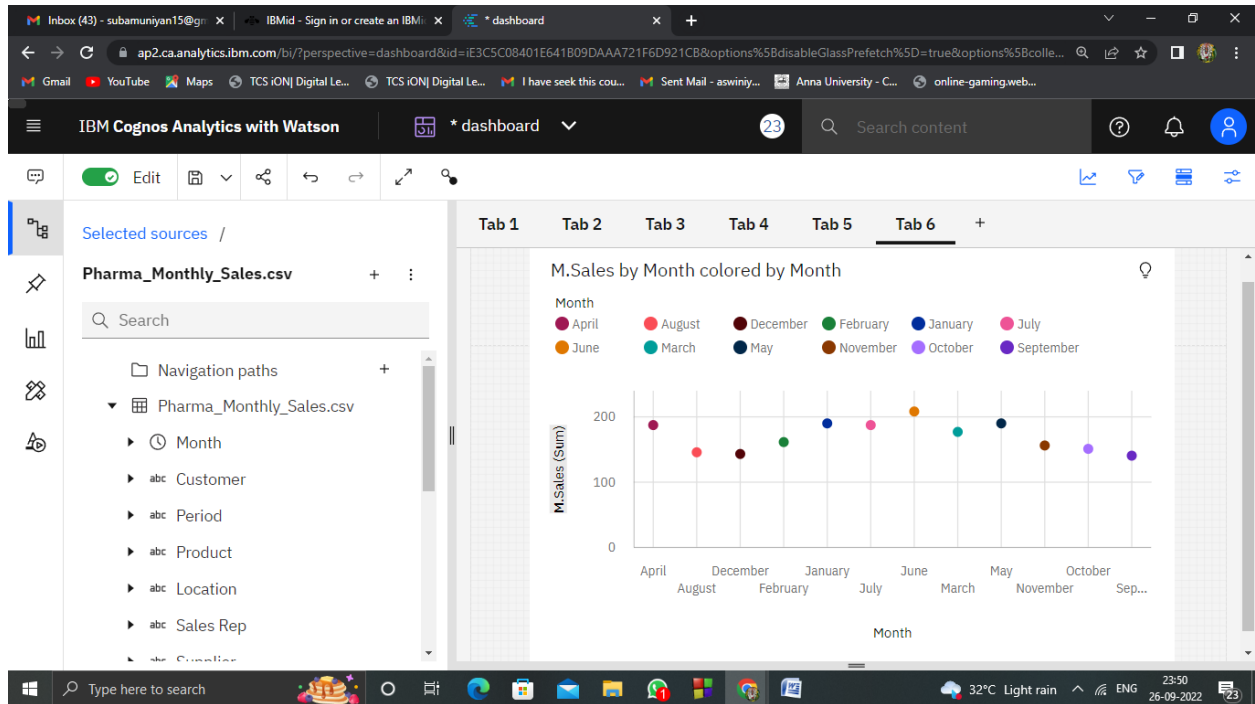 Inbox (43) - subamuniyan15@gm
IBMid - Sign in or create an IBMi
* dashboard
ap2.ca.analytics.ibm.com/bi/?perspective=dashboard&id=iE3C5C08401E641B09DAAA721F6D921CB&options%5BdisableGlassPrefetch%5D=true&options%5Bcolle...
Gmail YouTube Maps TCS iON| Digital Le... TCS iON| Digital Le... I have seek this cou... Sent Mail - aswiniy... Anna University - C... online-gaming.web...
IBM Cognos Analytics with Watson
* dashboard
23
Search content
Edit
Selected sources /
Pharma_Monthly_Sales.csv
Search
Navigation paths
Pharma_Monthly_Sales.csv
Month
abc Customer
abc Period
abc Product
abc Location
abc Sales Rep
abc Supplier
Tab 1 Tab 2 Tab 3 Tab 4 Tab 5 Tab 6
M.Sales by Month colored by Month
Month
April August December February January July
June March May November October September
M.Sales (Sum)
200
100
0
April December January June May October
August February July March November Sep...
Month
Type here to search
32°C Light rain
ENG
23:50
26-09-2022
23